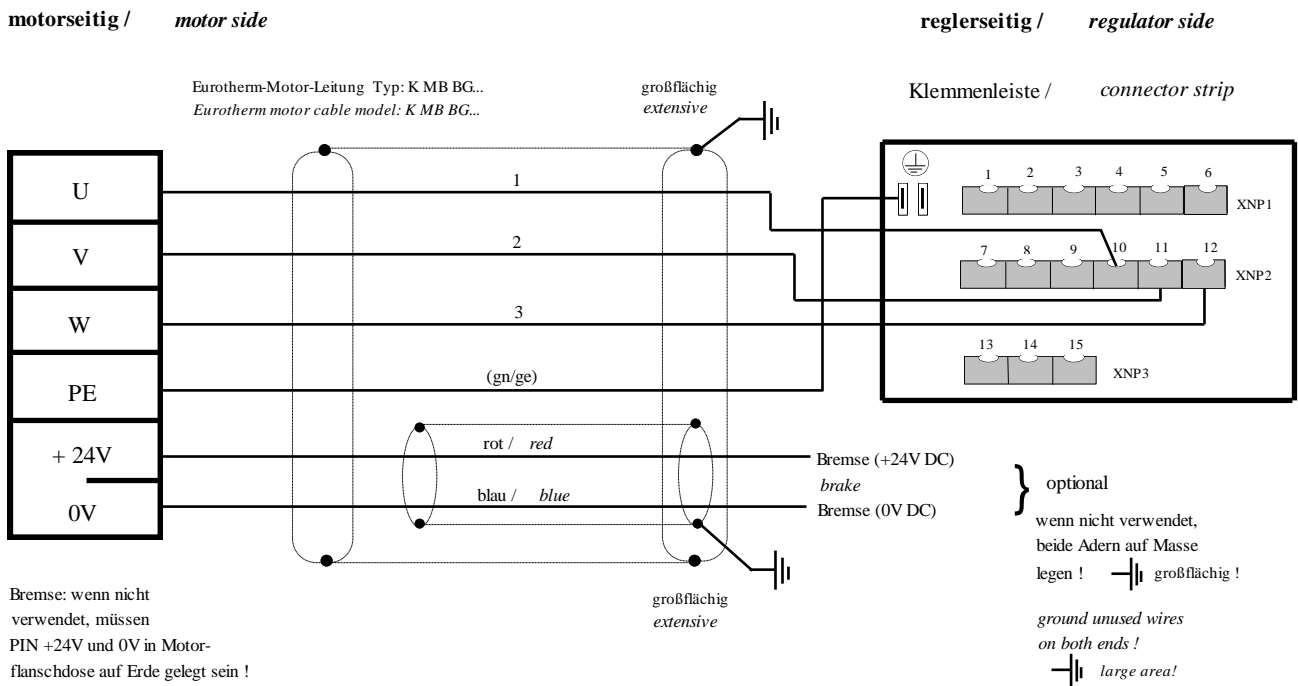 motorseitig / motor side
reglerseitig / regulator side
Eurotherm-Motor-Leitung Typ: K MB BG...
Eurotherm motor cable model: K MB BG...
großflächig
extensive
Klemmenleiste / connector strip
U
V
W
PE
+ 24V
0V
1
2
3
(gn/ge)
rot / red
blau / blue
1 2 3 4 5 6
XNP1
7 8 9 10 11 12
XNP2
13 14 15
XNP3
Bremse (+24V DC)
brake
Bremse (0V DC)
} optional
wenn nicht verwendet,
beide Adern auf Masse
legen ! großflächig !
ground unused wires
on both ends !
large area!
großflächig
extensive
Bremse: wenn nicht
verwendet, müssen
PIN +24V und 0V in Motor-
flanschdose auf Erde gelegt sein !